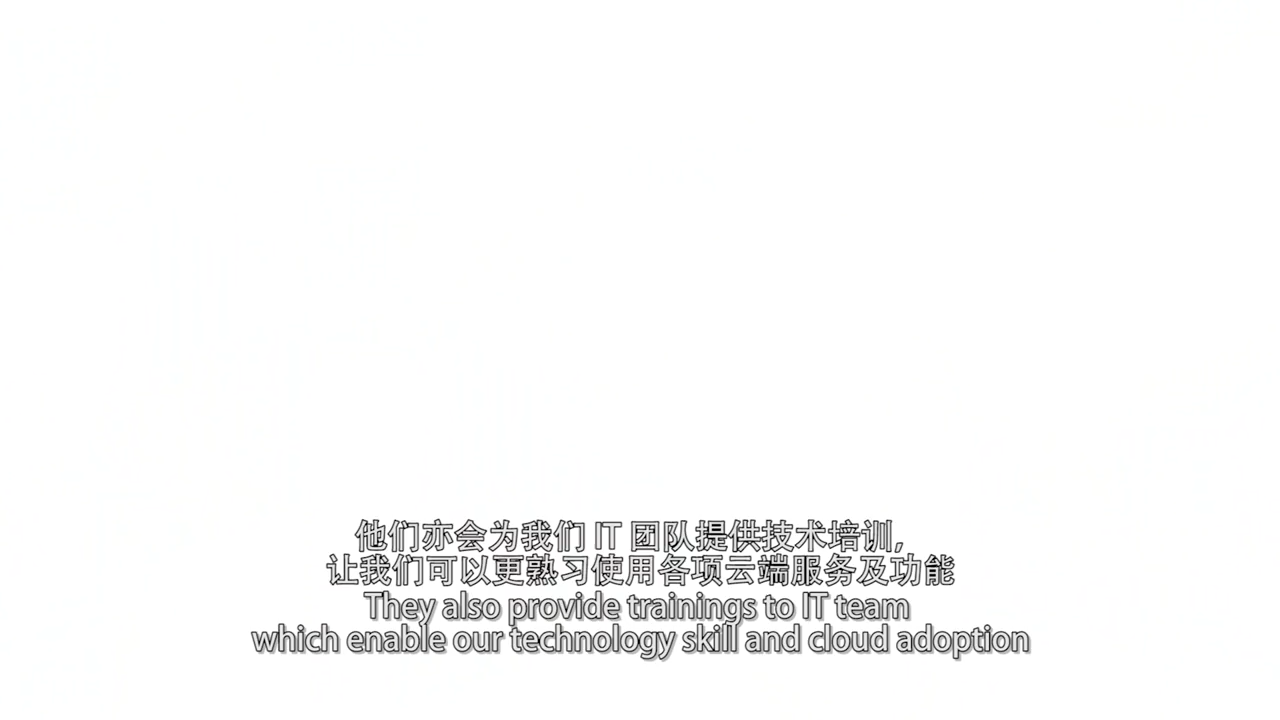 他们亦会为我们 IT 团队提供技术培训,
让我们可以更熟习使用各项云端服务及功能
They also provide trainings to IT team
which enable our technology skill and cloud adoption